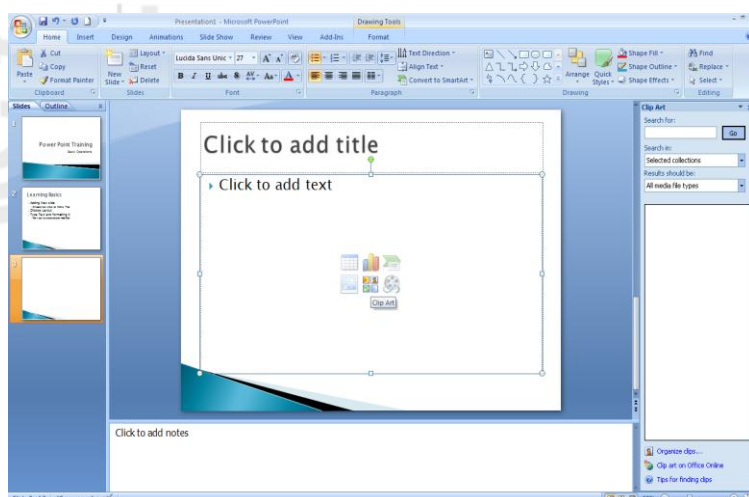 Presentation1 - Microsoft PowerPoint
Drawing Tools
Home Insert Design Animations Slide Show Review View Add-Ins Format
Paste
Cut
Copy
Format Painter
Clipboard
New Slide
Layout
Reset
Delete
Slides
Lucida Sans Unic 27
Font
Text Direction
Align Text
Convert to SmartArt
Paragraph
Arrange
Quick Styles
Shape Fill
Shape Outline
Shape Effects
Drawing
Find
Replace
Select
Editing
Slides Outline
1
Power Point Training
Basic Operations
2
Learning Basics
3
Click to add title
Click to add text
Clip Art
Click to add notes
Clip Art
Search for:
Go
Search in:
Selected collections
Results should be:
All media file types
Organize clips...
Clip art on Office Online
Tips for finding clips